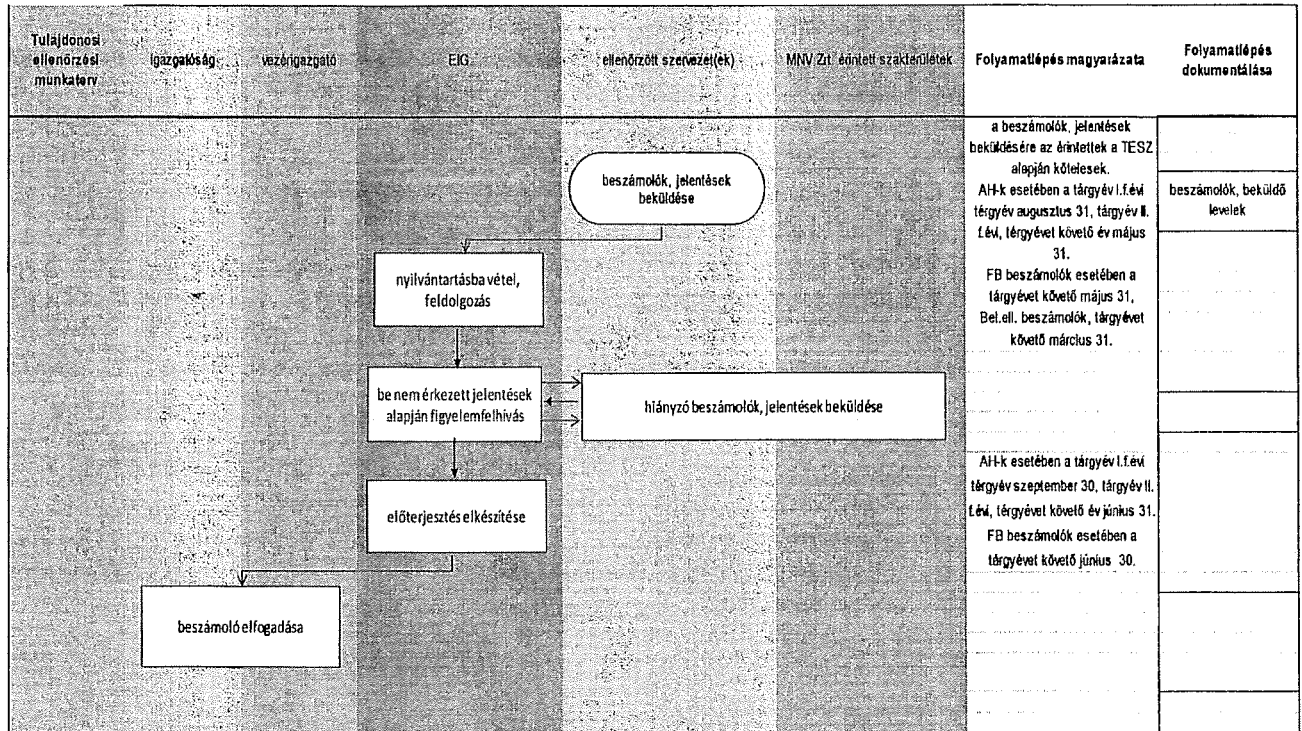 Tulajdonosi
ellenőrzési
munkaterv
Igazgatóság
vezérigazgató
EIG
ellenőrzött szervezet(ek)
MNV Zrt. érintett szakterületek
Folyamatlépés magyarázata
Folyamatlépés
dokumentálása
beszámolók, jelentések
beküldése
nyilvántartásba vétel,
feldolgozás
be nem érkezett jelentések
alapján figyelemfelhívás
hiányzó beszámolók, jelentések beküldése
előterjesztés elkészítése
beszámoló elfogadása
a beszámolók, jelentések
beküldésére az érintettek a TESZ
alapján kötelesek.
AH-k esetében a tárgyév I.f.évi
térgyév augusztus 31, tárgyév II.
f.évi, térgyévet követő év május
31.
FB beszámolók esetében a
tárgyévet követő május 31,
Bel.ell. beszámolók, tárgyévet
követő március 31.
AH-k esetében a tárgyév I.f.évi
térgyév szeptember 30, tárgyév II.
f.évi, térgyévet követő év június 31.
FB beszámolók esetében a
tárgyévet követő június 30.
beszámolók, beküldő
levelek